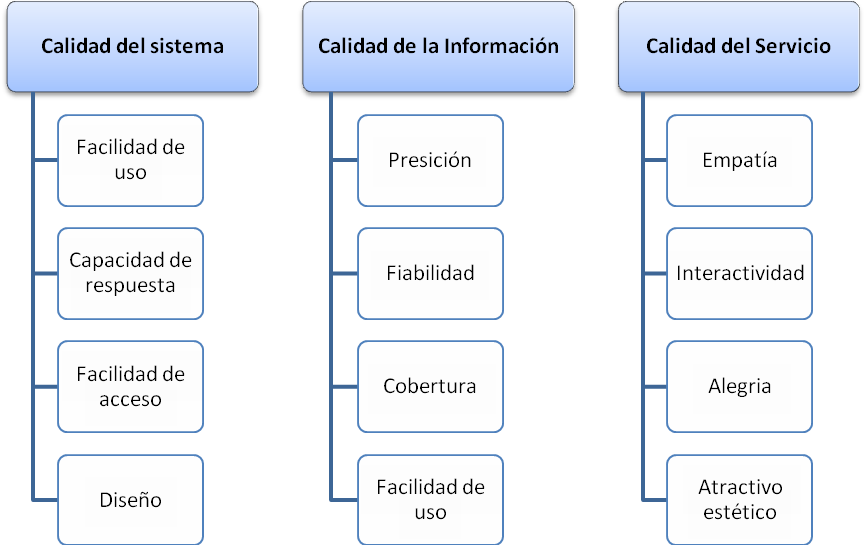 Calidad del sistema
Facilidad de
uso
Capacidad de
respuesta
Facilidad de
acceso
Diseño
Calidad de la Información
Presición
Fiabilidad
Cobertura
Facilidad de
uso
Calidad del Servicio
Empatía
Interactividad
Alegria
Atractivo
estético